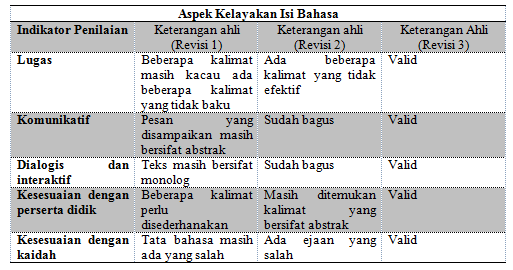 Aspek Kelayakan Isi Bahasa
Indikator Penilaian Keterangan ahli (Revisi 1) Keterangan ahli (Revisi 2) Keterangan Ahli (Revisi 3)
Lugas Beberapa kalimat masih kacau ada beberapa kalimat yang tidak baku Ada beberapa kalimat yang tidak efektif Valid
Komunikatif Pesan yang disampaikan masih bersifat abstrak Sudah bagus Valid
Dialogis dan interaktif Teks masih bersifat monolog Sudah bagus Valid
Kesesuaian dengan perserta didik Beberapa kalimat perlu disederhanakan Masih ditemukan kalimat yang bersifat abstrak Valid
Kesesuaian dengan kaidah Tata bahasa masih ada yang salah Ada ejaan yang salah Valid